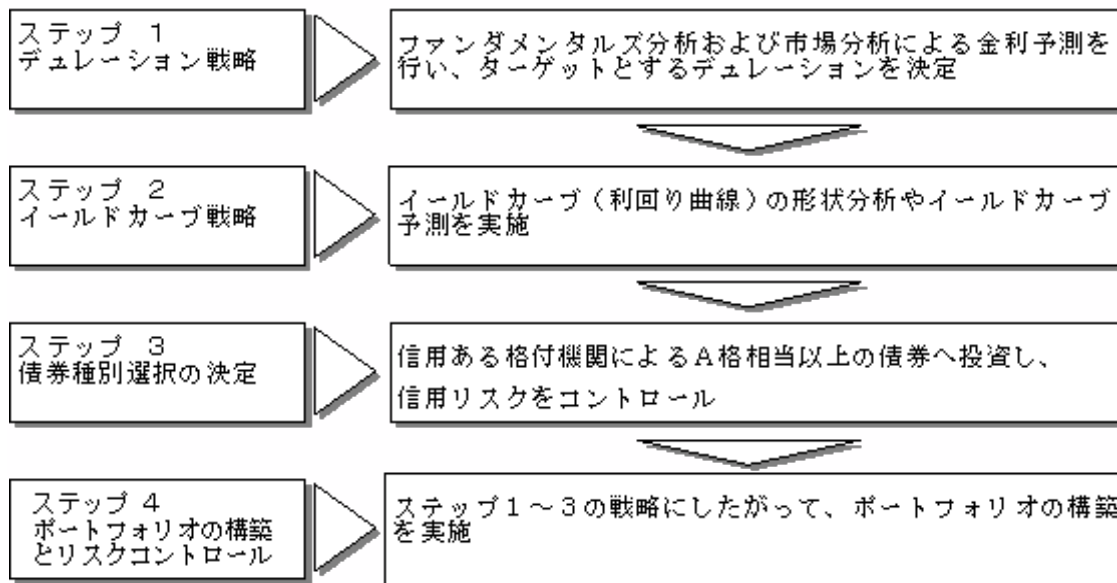 ステップ 1
デュレーション戦略
ファンダメンタルズ分析および市場分析による金利予測を
行い、ターゲットとするデュレーションを決定
ステップ 2
イールドカーブ戦略
イールドカーブ（利回り曲線）の形状分析やイールドカーブ
予測を実施
ステップ 3
債券種別選択の決定
信用ある格付機関によるA格相当以上の債券へ投資し、
信用リスクをコントロール
ステップ 4
ポートフォリオの構築
とリスクコントロール
ステップ1～3の戦略にしたがって、ポートフォリオの構築
を実施